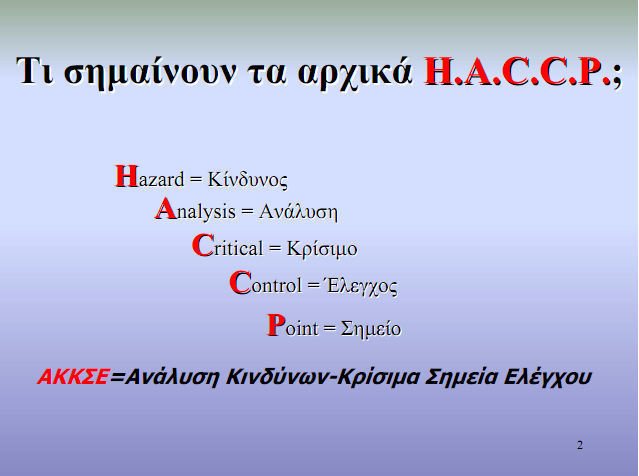 Τι σημαίνουν τα αρχικά H.A.C.C.P.;
Hazard = Κίνδυνος
Analysis = Ανάλυση
Critical = Κρίσιμο
Control = Έλεγχος
Point = Σημείο
ΑΚΚΣΕ=Ανάλυση Κινδύνων-Κρίσιμα Σημεία Ελέγχου
2